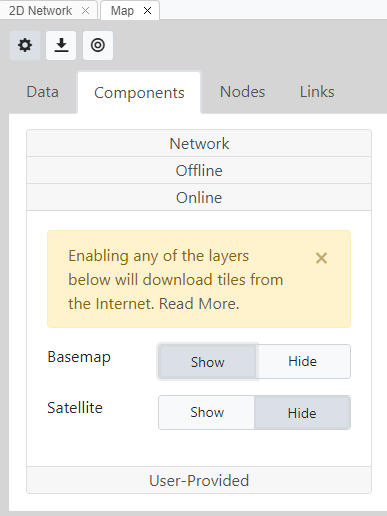 2D Network × Map ×
Data Components Nodes Links
Network
Offline
Online
Enabling any of the layers ×
below will download tiles from
the Internet. Read More.
Basemap Show Hide
Satellite Show Hide
User-Provided